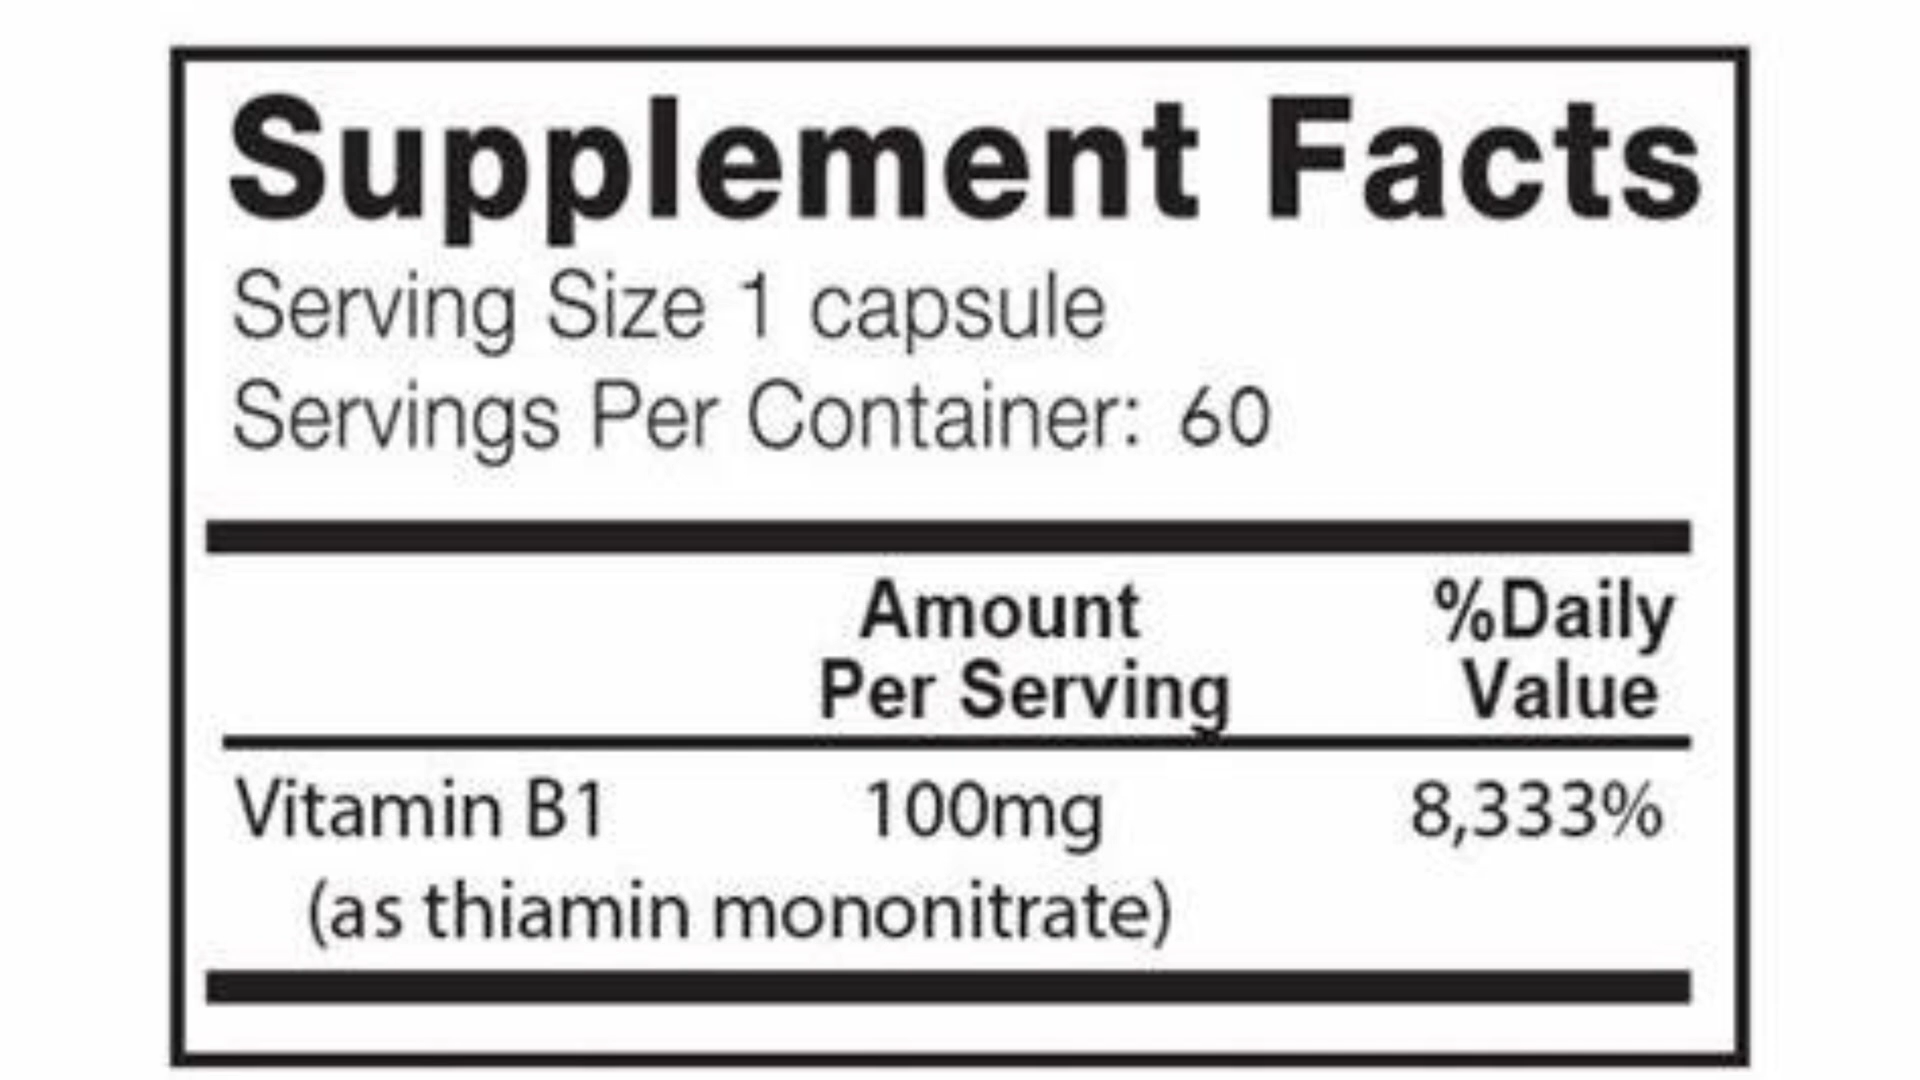 Supplement Facts
Serving Size 1 capsule
Servings Per Container: 60
Amount Per Serving
%Daily Value
Vitamin B1 100mg 8,333%
(as thiamin mononitrate)